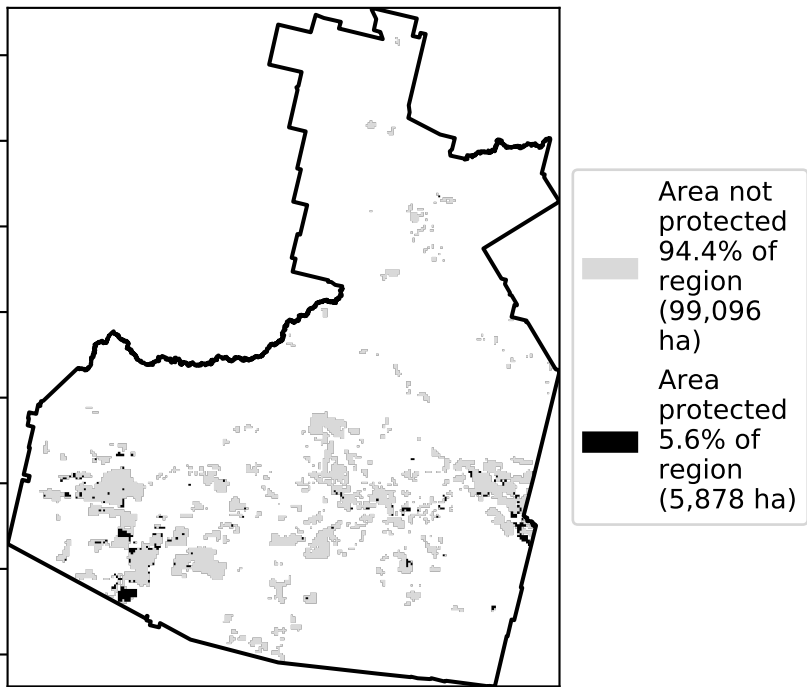 Area not
protected
94.4% of
region
(99,096
ha)
Area
protected
5.6% of
region
(5,878 ha)